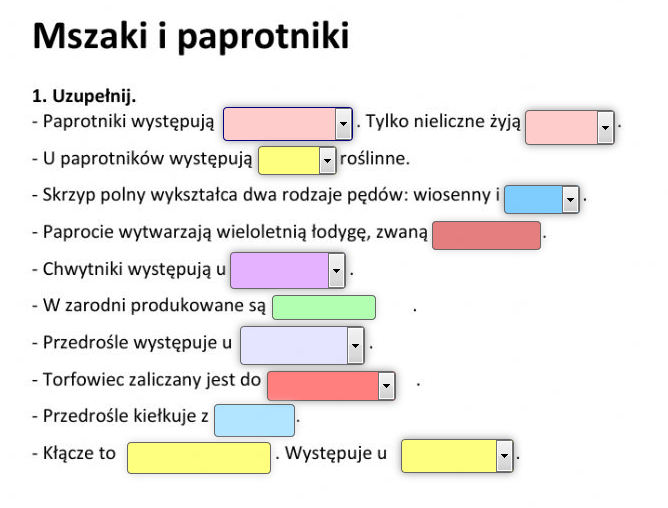 Mszaki i paprotniki
1. Uzupełnij.
- Paprotniki występują . Tylko nieliczne żyją .
- U paprotników występują roślinne.
- Skrzyp polny wykształca dwa rodzaje pędów: wiosenny i .
- Paprocie wytwarzają wieloletnią łodygę, zwaną .
- Chwytniki występują u .
- W zarodni produkowane są .
- Przedrośle występuje u .
- Torfowiec zaliczany jest do .
- Przedrośle kiełkuje z .
- Kłącze to . Występuje u .